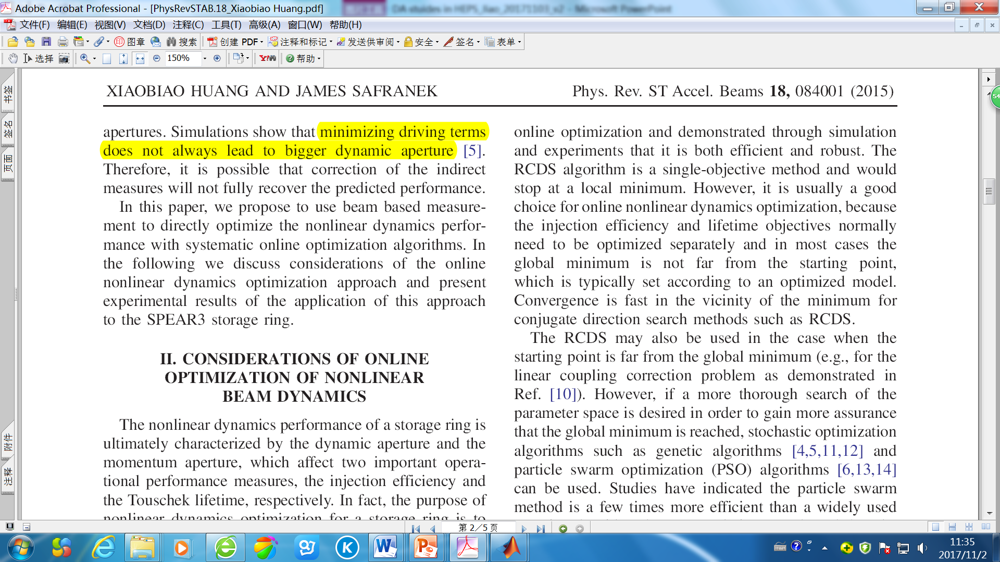 Adobe Acrobat Professional - [PhysRevSTAB.18_Xiaobiao Huang.pdf]
DA stuides in HEPS_Jiao_20171103_v2 - Microsoft PowerPoint
文件(F) 编辑(E) 视图(V) 文档(D) 注释(C) 工具(T) 高级(A) 窗口(W) 帮助(H)
图章 搜索 创建 PDF 注释和标记 发送供审阅 安全 签名 表单
选择 150% Y! 帮助
书签
签名
页面
附件
注释
54
XIAOBIAO HUANG AND JAMES SAFRANEK
Phys. Rev. ST Accel. Beams 18, 084001 (2015)
apertures. Simulations show that minimizing driving terms
does not always lead to bigger dynamic aperture [5].
Therefore, it is possible that correction of the indirect
measures will not fully recover the predicted performance.
In this paper, we propose to use beam based measure-
ment to directly optimize the nonlinear dynamics perfor-
mance with systematic online optimization algorithms. In
the following we discuss considerations of the online
nonlinear dynamics optimization approach and present
experimental results of the application of this approach
to the SPEAR3 storage ring.
II. CONSIDERATIONS OF ONLINE
OPTIMIZATION OF NONLINEAR
BEAM DYNAMICS
The nonlinear dynamics performance of a storage ring is
ultimately characterized by the dynamic aperture and the
momentum aperture, which affect two important opera-
tional performance measures, the injection efficiency and
the Touschek lifetime, respectively. In fact, the purpose of
nonlinear dynamics optimization for a storage ring is to
online optimization and demonstrated through simulation
and experiments that it is both efficient and robust. The
RCDS algorithm is a single-objective method and would
stop at a local minimum. However, it is usually a good
choice for online nonlinear dynamics optimization, because
the injection efficiency and lifetime objectives normally
need to be optimized separately and in most cases the
global minimum is not far from the starting point,
which is typically set according to an optimized model.
Convergence is fast in the vicinity of the minimum for
conjugate direction search methods such as RCDS.
The RCDS may also be used in the case when the
starting point is far from the global minimum (e.g., for the
linear coupling correction problem as demonstrated in
Ref. [10]). However, if a more thorough search of the
parameter space is desired in order to gain more assurance
that the global minimum is reached, stochastic optimization
algorithms such as genetic algorithms [4,5,11,12] and
particle swarm optimization (PSO) algorithms [6,13,14]
can be used. Studies have indicated the particle swarm
method is a few times more efficient than a widely used
第 2／5 页
11:35
2017/11/2